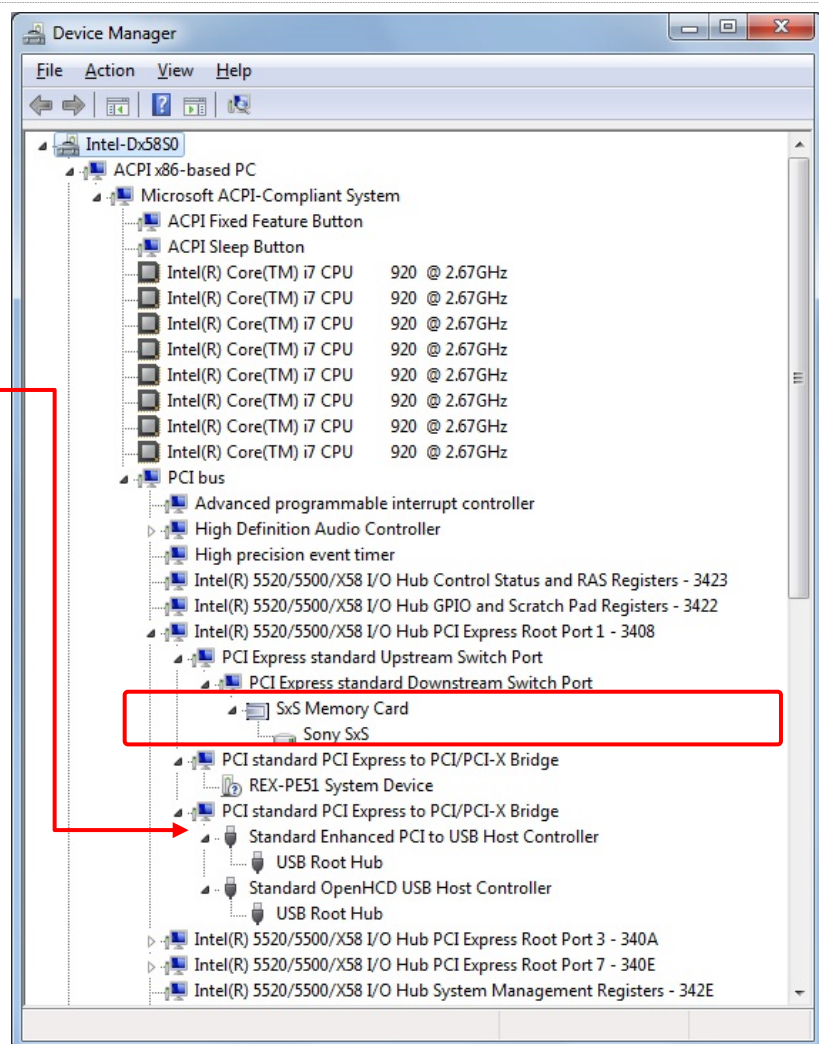 Device Manager
File Action View Help
Intel-Dx58S0
ACPI x86-based PC
Microsoft ACPI-Compliant System
ACPI Fixed Feature Button
ACPI Sleep Button
Intel(R) Core(TM) i7 CPU 920 @ 2.67GHz
Intel(R) Core(TM) i7 CPU 920 @ 2.67GHz
Intel(R) Core(TM) i7 CPU 920 @ 2.67GHz
Intel(R) Core(TM) i7 CPU 920 @ 2.67GHz
Intel(R) Core(TM) i7 CPU 920 @ 2.67GHz
Intel(R) Core(TM) i7 CPU 920 @ 2.67GHz
Intel(R) Core(TM) i7 CPU 920 @ 2.67GHz
Intel(R) Core(TM) i7 CPU 920 @ 2.67GHz
PCI bus
Advanced programmable interrupt controller
High Definition Audio Controller
High precision event timer
Intel(R) 5520/5500/X58 I/O Hub Control Status and RAS Registers - 3423
Intel(R) 5520/5500/X58 I/O Hub GPIO and Scratch Pad Registers - 3422
Intel(R) 5520/5500/X58 I/O Hub PCI Express Root Port 1 - 3408
PCI Express standard Upstream Switch Port
PCI Express standard Downstream Switch Port
SxS Memory Card
Sony SxS
PCI standard PCI Express to PCI/PCI-X Bridge
REX-PE51 System Device
PCI standard PCI Express to PCI/PCI-X Bridge
Standard Enhanced PCI to USB Host Controller
USB Root Hub
Standard OpenHCD USB Host Controller
USB Root Hub
Intel(R) 5520/5500/X58 I/O Hub PCI Express Root Port 3 - 340A
Intel(R) 5520/5500/X58 I/O Hub PCI Express Root Port 7 - 340E
Intel(R) 5520/5500/X58 I/O Hub System Management Registers - 342E